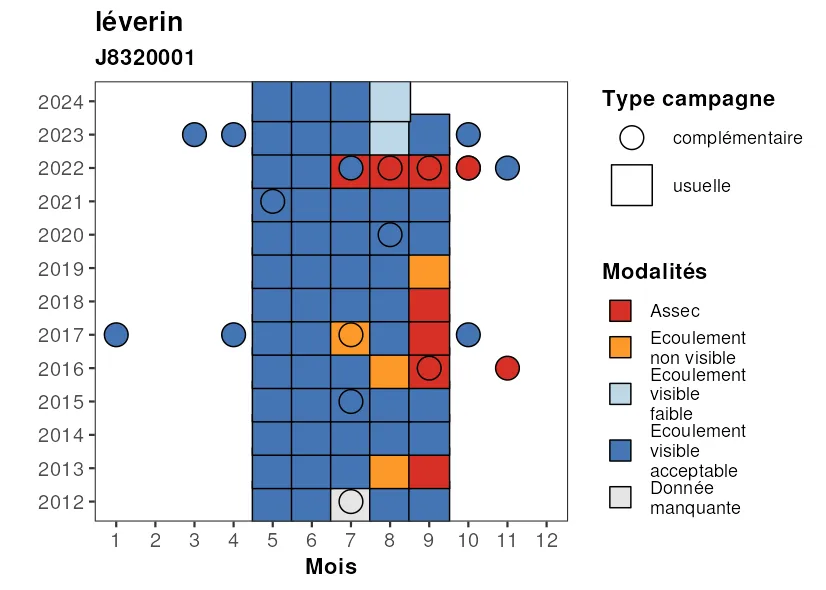 léverin
J8320001
2024
2023
2022
2021
2020
2019
2018
2017
2016
2015
2014
2013
2012
1 2 3 4 5 6 7 8 9 10 11 12
Mois
Type campagne
complémentaire
usuelle
Modalités
Assec
Ecoulement
non visible
Ecoulement
visible
faible
Ecoulement
visible
acceptable
Donnée
manquante